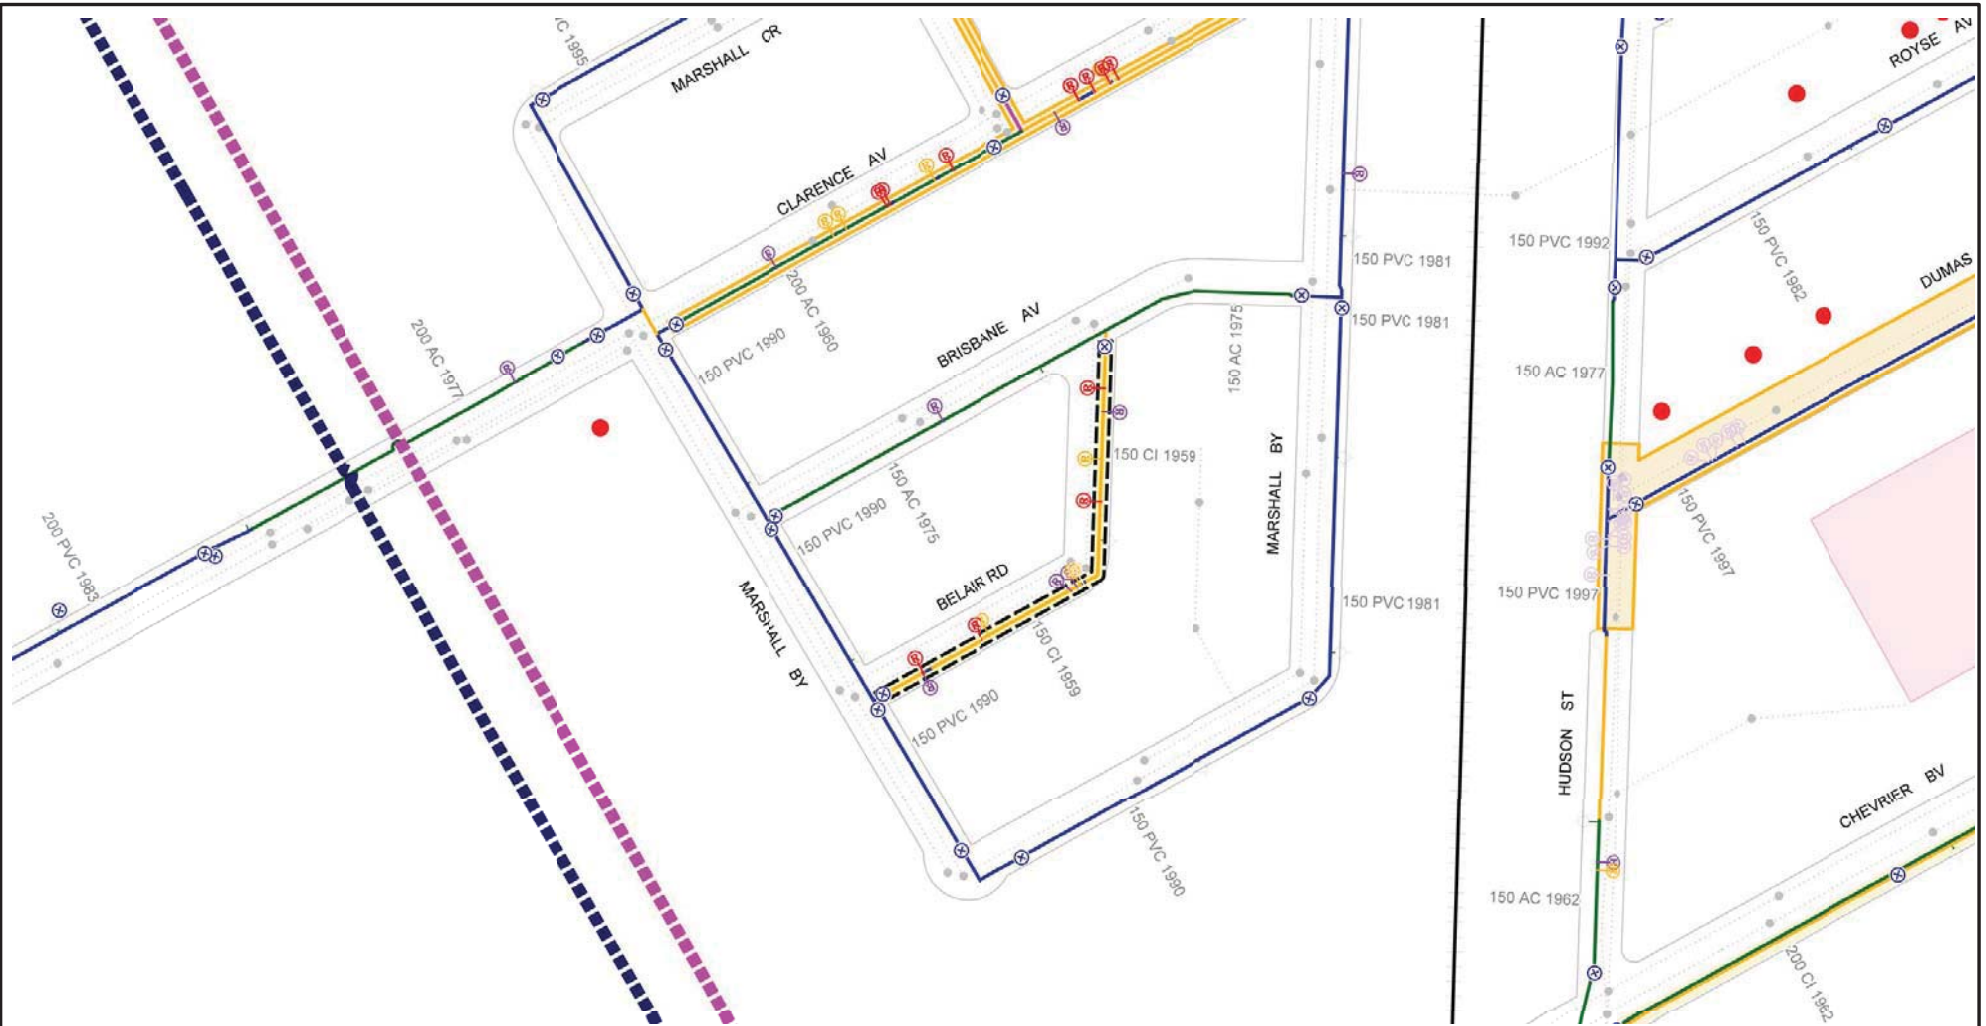 C 1995
MARSHALL CR
ROYSE AV
CLARENCE AV
150 PVC 1992
150 PVC 1981
150 PVC 1982
DUMAS
200 AC 1960
200 AC 1977
BRISBANE AV
150 PVC 1981
150 PVC 1990
150 AC 1975
150 AC 1977
150 CI 1959
MARSHALL BY
150 AC 1975
150 PVC 1990
150 PVC 1997
200 PVC 1983
BELAIR RD
150 PVC 1997
150 PVC 1981
MARSHALL BY
150 CI 1959
150 PVC 1990
HUDSON ST
CHEVRIER BV
150 PVC 1990
150 AC 1962
200 CI 1962